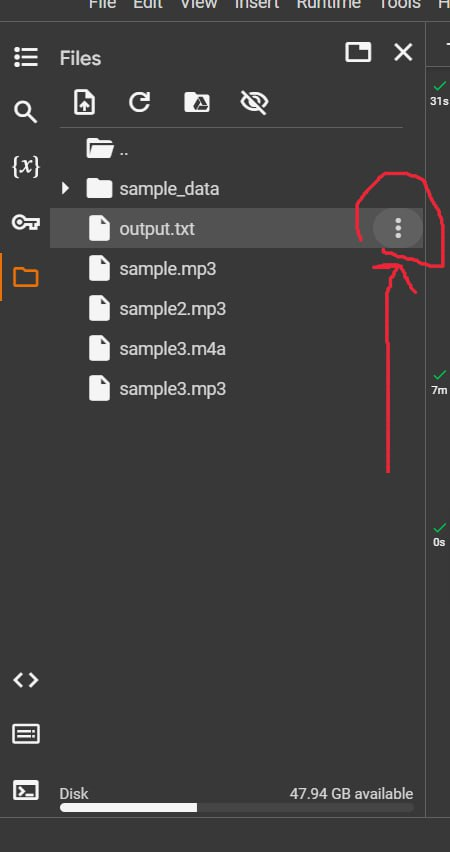 File Edit View Insert Runtime Tools
Files
31s
..
{x}
sample_data
output.txt
sample.mp3
sample2.mp3
sample3.m4a
sample3.mp3
7m
0s
Disk 47.94 GB available